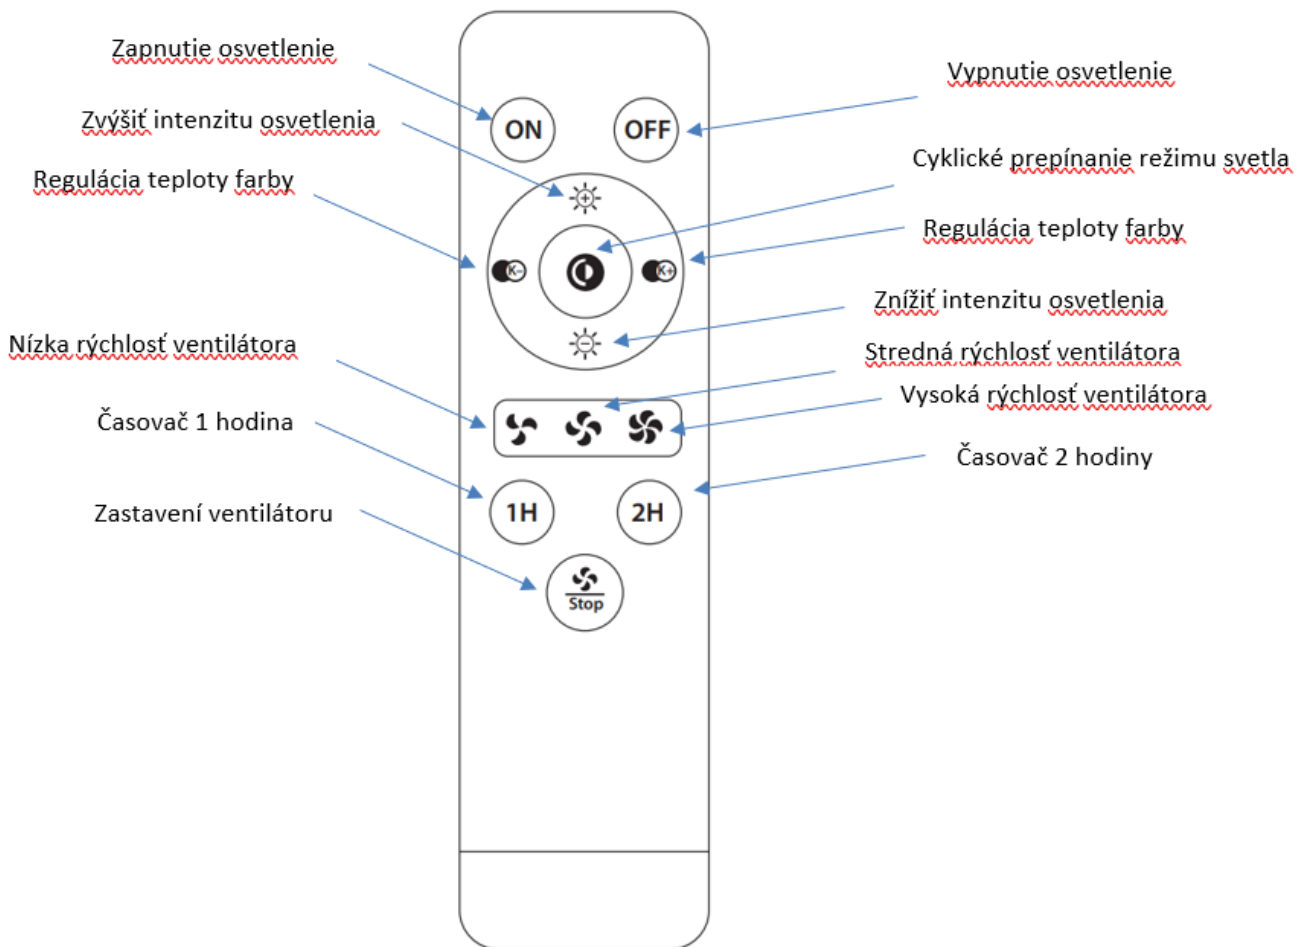 Zapnutie osvetlenie
Vypnutie osvetlenie
Zvýšiť intenzitu osvetlenia
ON
OFF
Cyklické prepínanie režimu svetla
Regulácia teploty farby
Regulácia teploty farby
K-
K+
Znížiť intenzitu osvetlenia
Nízka rýchlosť ventilátora
Stredná rýchlosť ventilátora
Vysoká rýchlosť ventilátora
Časovač 1 hodina
Časovač 2 hodiny
1H
2H
Zastavení ventilátoru
Stop